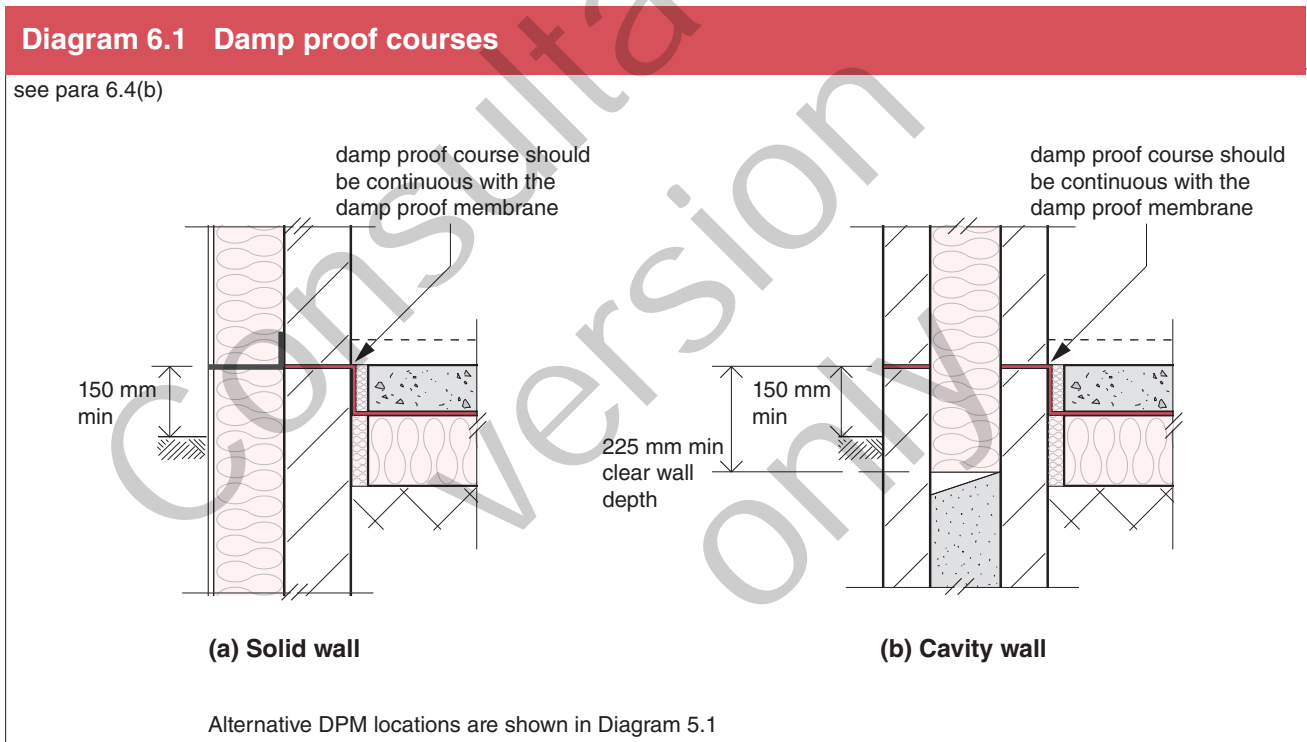 Diagram 6.1 Damp proof courses
see para 6.4(b)
damp proof course should
be continuous with the
damp proof membrane
150 mm
min
(a) Solid wall
damp proof course should
be continuous with the
damp proof membrane
150 mm
min
225 mm min
clear wall
depth
(b) Cavity wall
Alternative DPM locations are shown in Diagram 5.1
Consulta
version
only